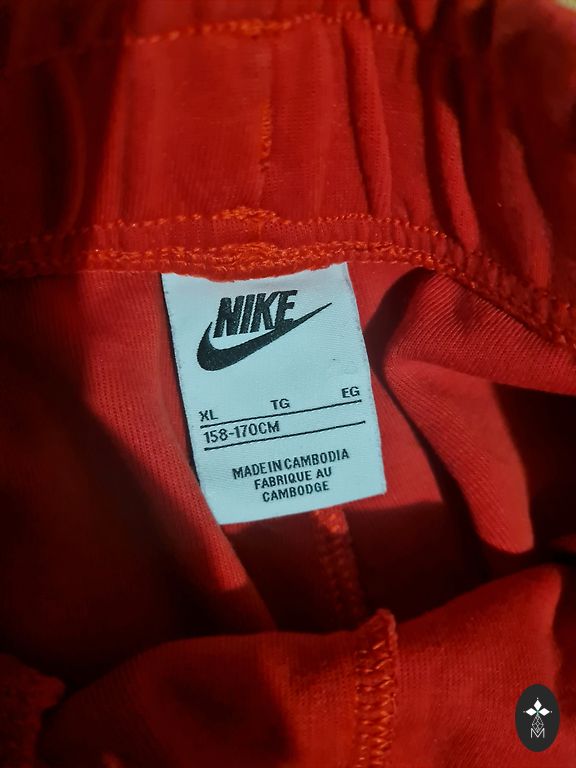 NIKE
XL TG EG
158-170CM
MADE IN CAMBODIA
FABRIQUE AU
CAMBODGE
M